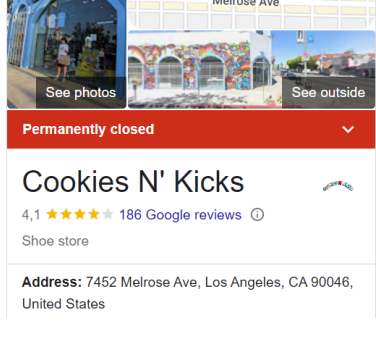 Melrose Ave
See photos
See outside
Permanently closed
Cookies N' Kicks
4,1 186 Google reviews
Shoe store
Address: 7452 Melrose Ave, Los Angeles, CA 90046,
United States